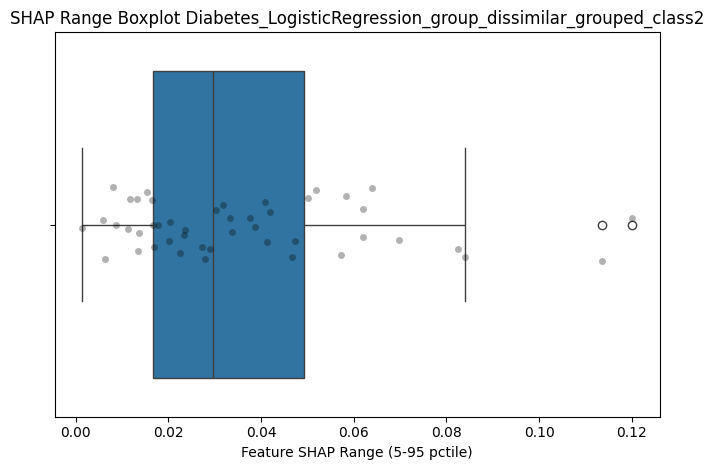 SHAP Range Boxplot Diabetes_LogisticRegression_group_dissimilar_grouped_class2
0.00 0.02 0.04 0.06 0.08 0.10 0.12
Feature SHAP Range (5-95 pctile)